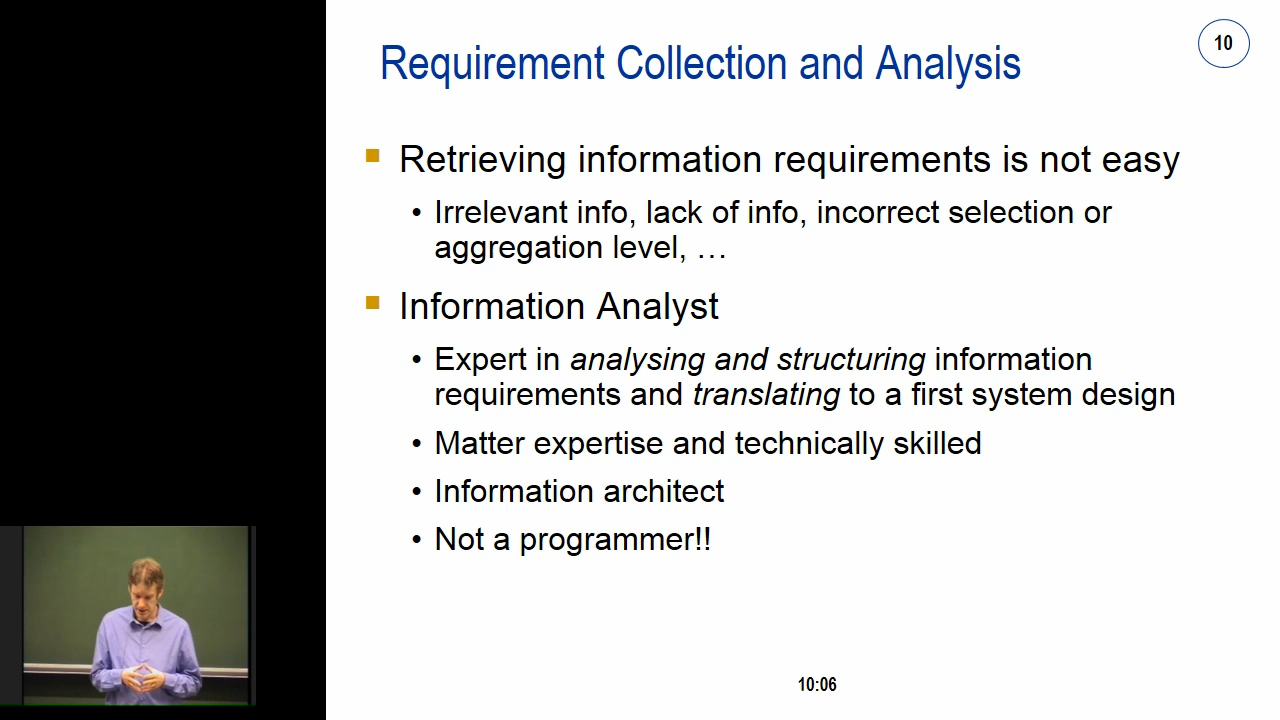 Requirement Collection and Analysis
10
Retrieving information requirements is not easy
• Irrelevant info, lack of info, incorrect selection or
aggregation level, …
Information Analyst
• Expert in analysing and structuring information
requirements and translating to a first system design
• Matter expertise and technically skilled
• Information architect
• Not a programmer!!
10:06